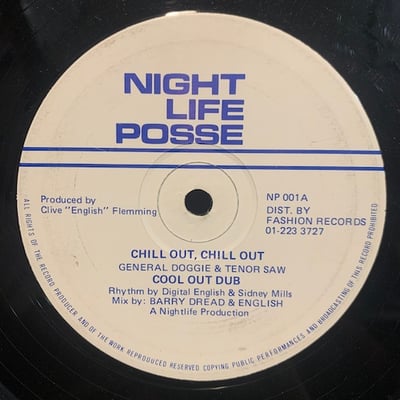 NIGHT
LIFE
POSSE
Produced by
Clive "English" Flemming
NP 001A
DIST. BY
FASHION RECORDS
01-223 3727
CHILL OUT, CHILL OUT
GENERAL DOGGIE & TENOR SAW
COOL OUT DUB
Rhythm by Digital English & Sidney Mills
Mix by: BARRY DREAD & ENGLISH
A Nightlife Production
ALL RIGHTS OF THE RECORD PRODUCER AND OF THE OWNER OF THE WORK REPRODUCED RESERVED COPYING PUBLIC PERFORMANCES AND BROADCASTING OF THIS RECORD PROHIBITED